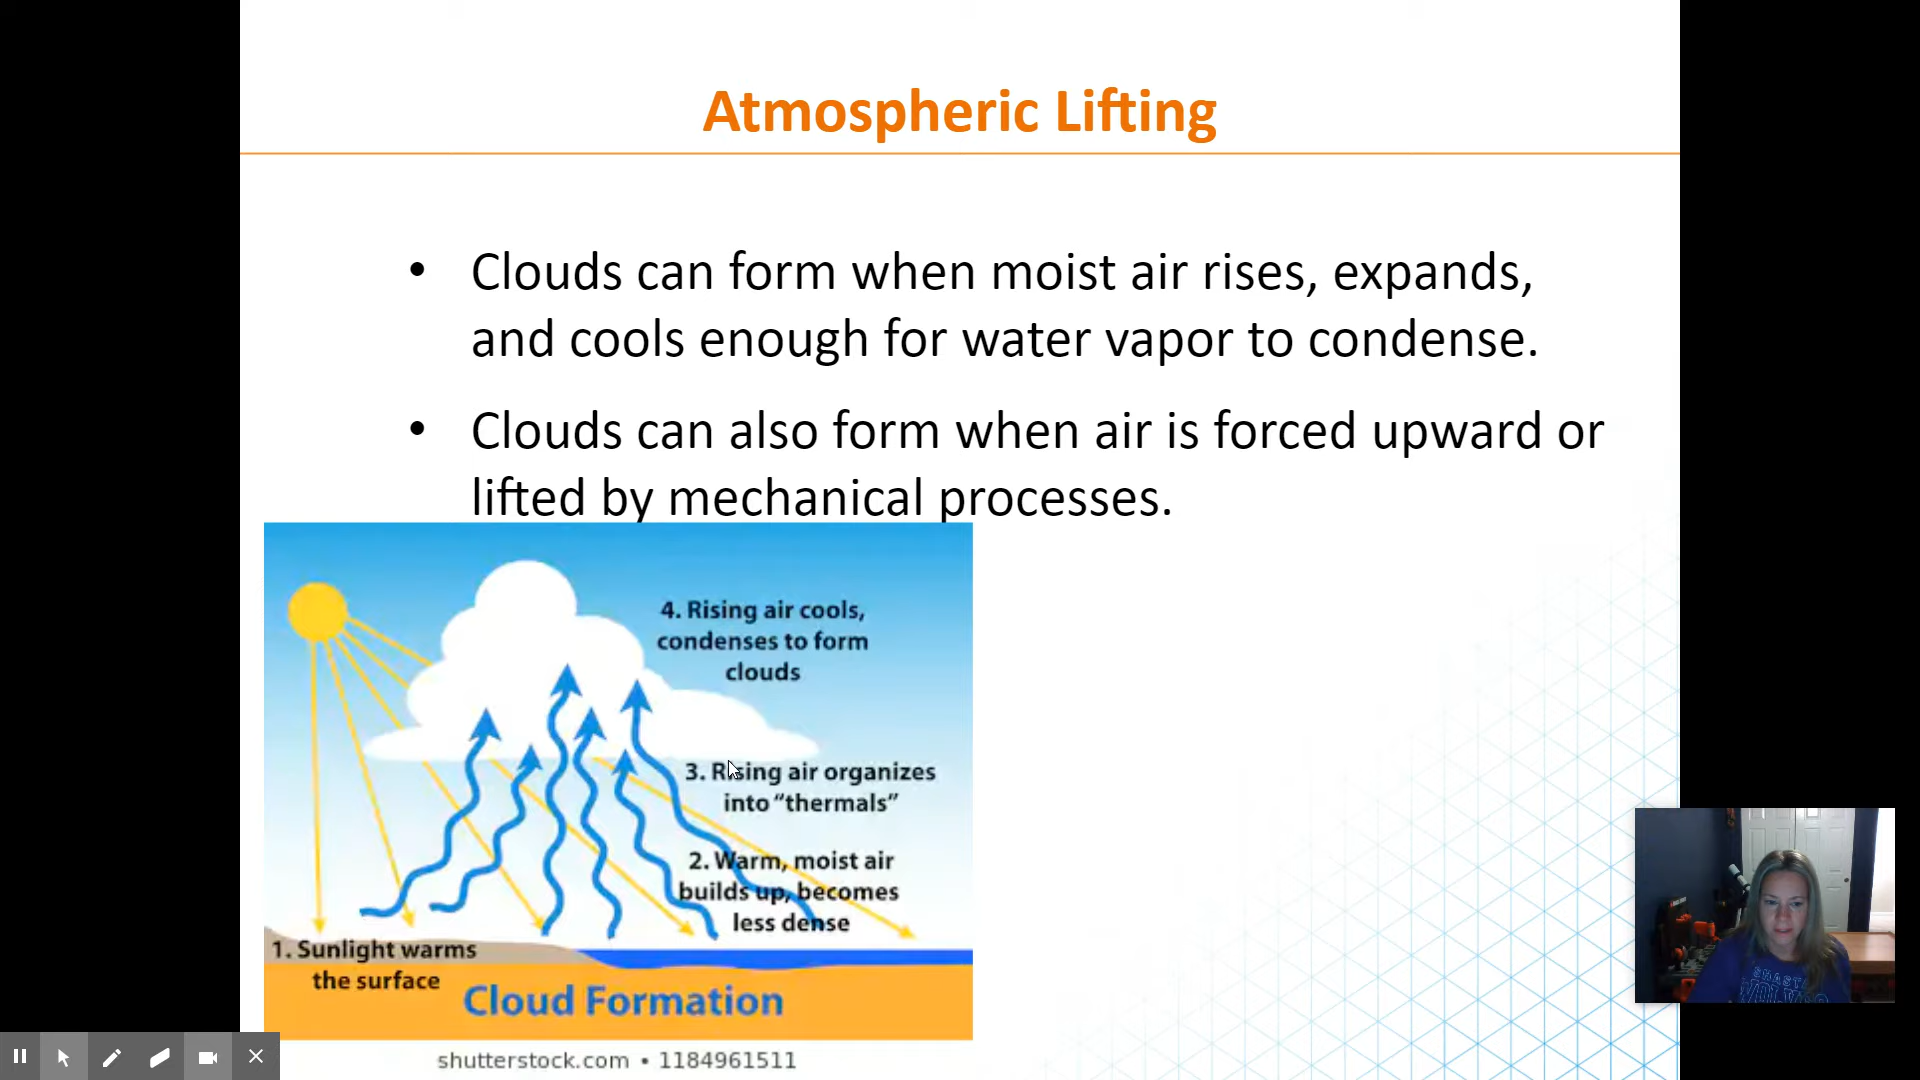 Atmospheric Lifting
• Clouds can form when moist air rises, expands,
and cools enough for water vapor to condense.
• Clouds can also form when air is forced upward or
lifted by mechanical processes.
4. Rising air cools,
condenses to form
clouds
3. Rising air organizes
into “thermals”
2. Warm, moist air
builds up, becomes
less dense
1. Sunlight warms
the surface
Cloud Formation
shutterstock.com • 1184961511